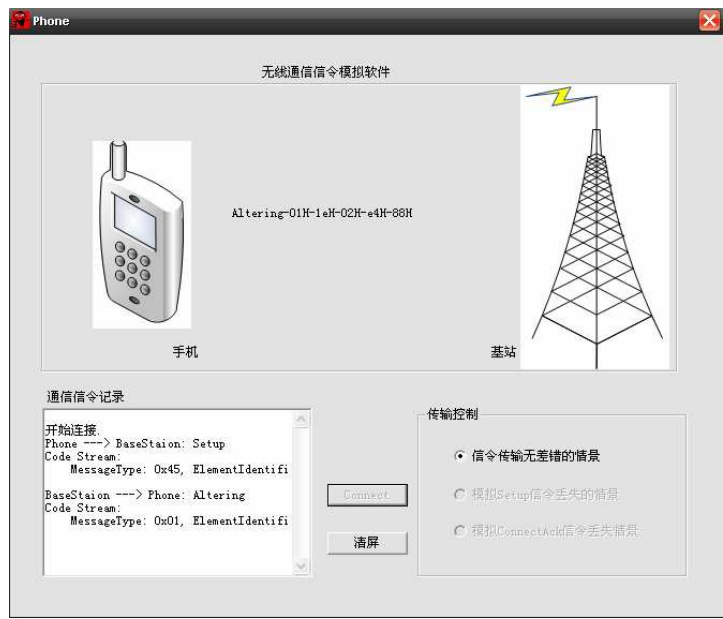 Phone
无线通信信令模拟软件
Altering-01H-1eH-02H-e4H-88H
手机
基站
通信信令记录
开始连接.
Phone ---> BaseStaion: Setup
Code Stream:
MessageType: 0x45, ElementIdentifi
BaseStaion ---> Phone: Altering
Code Stream:
MessageType: 0x01, ElementIdentifi
Connect
清屏
传输控制
信令传输无差错的情景
模拟Setup信令丢失的情景
模拟ConnectAck信令丢失情景